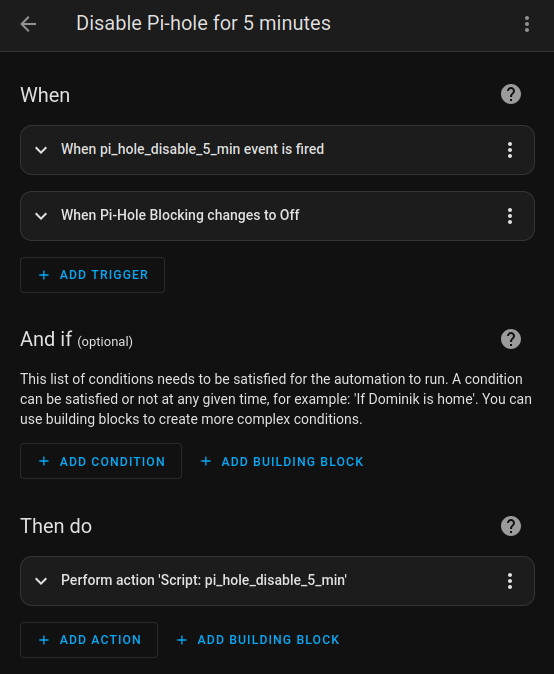 Disable Pi-hole for 5 minutes
When
When pi_hole_disable_5_min event is fired
When Pi-Hole Blocking changes to Off
+ ADD TRIGGER
And if (optional)
This list of conditions needs to be satisfied for the automation to run. A condition
can be satisfied or not at any given time, for example: 'If Dominik is home'. You can
use building blocks to create more complex conditions.
+ ADD CONDITION + ADD BUILDING BLOCK
Then do
Perform action 'Script: pi_hole_disable_5_min'
+ ADD ACTION + ADD BUILDING BLOCK